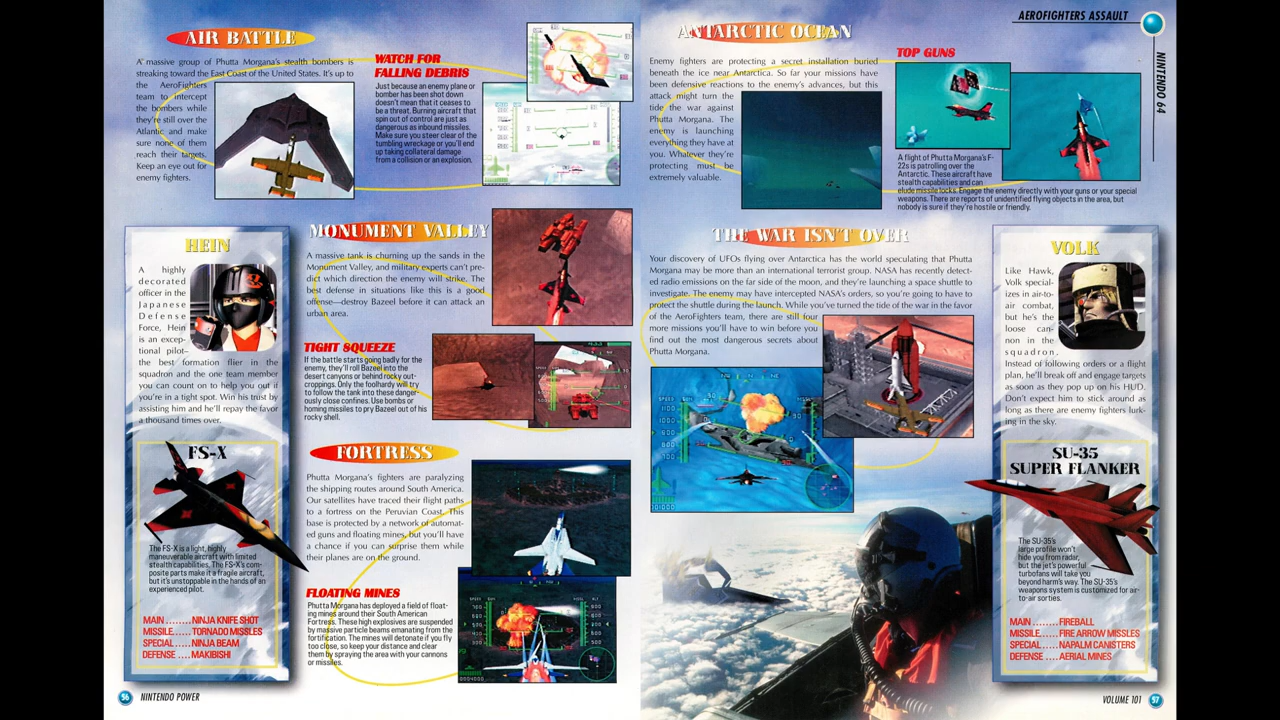 AIR BATTLE
A massive group of Phutta Morgana's stealth bombers is
streaking toward the East Coast of the United States. It's up to
the AeroFighters
team to intercept
the bombers while
they're still over the
Atlantic and make
sure none of them
reach their targets.
Keep an eye out for
enemy fighters.
WATCH FOR
FALLING DEBRIS
Just because an enemy plane or
bomber has been shot down
doesn't mean that it ceases to
be a threat. Burning aircraft that
spin out of control are just as
dangerous as inbound missiles.
Make sure you steer clear of the
tumbling wreckage or you'll end
up taking collateral damage
from a collision or an explosion.
HEIN
A highly
decorated
officer in the
Japanese
Defense
Force, Hein
is an excep-
tional pilot–
the best formation flier in the
squadron and the one team member
you can count on to help you out if
you're in a tight spot. Win his trust by
assisting him and he'll repay the favor
a thousand times over.
FS-X
The FS-X is a light, highly
maneuverable aircraft with limited
stealth capabilities. The FS-X's com-
posite parts make it a fragile aircraft,
but it's unstoppable in the hands of an
experienced pilot.
MAIN ........ NINJA KNIFE SHOT
MISSILE ..... TORNADO MISSLES
SPECIAL ..... NINJA BEAM
DEFENSE .... MAKIBISHI
MONUMENT VALLEY
A massive tank is churning up the sands in the
Monument Valley, and military experts can't pre-
dict which direction the enemy will strike. The
best defense in situations like this is a good
offense—destroy Bazeel before it can attack an
urban area.
TIGHT SQUEEZE
If the battle starts going badly for the
enemy, they'll roll Bazeel into the
desert canyons or behind rocky out-
croppings. Only the foolhardy will try
to follow the tank into these danger-
ously close confines. Use bombs or
homing missiles to pry Bazeel out of his
rocky shell.
FORTRESS
Phutta Morgana's fighters are paralyzing
the shipping routes around South America.
Our satellites have traced their flight paths
to a fortress on the Peruvian Coast. This
base is protected by a network of automat-
ed guns and floating mines, but you'll have
a chance if you can surprise them while
their planes are on the ground.
FLOATING MINES
Phutta Morgana has deployed a field of float-
ing mines around their South American
Fortress. These high explosives are suspended
by massive particle beams emanating from the
fortification. The mines will detonate if you fly
too close, so keep your distance and clear
them by spraying the area with your cannons
or missiles.
56 NINTENDO POWER
AEROFIGHTERS ASSAULT
NINTENDO 64
ANTARCTIC OCEAN
Enemy fighters are protecting a secret installation buried
beneath the ice near Antarctica. So far your missions have
been defensive reactions to the enemy's advances, but this
attack might turn the
tide the war against
Phutta Morgana. The
enemy is launching
everything they have at
you. Whatever they're
protecting must be
extremely valuable.
TOP GUNS
A flight of Phutta Morgana's F-
22s is patrolling over the
Antarctic. These aircraft have
stealth capabilities and can
elude missile locks. Engage the enemy directly with your guns or your special
weapons. There are reports of unidentified flying objects in the area, but
nobody is sure if they're hostile or friendly.
THE WAR ISN'T OVER
Your discovery of UFOs flying over Antarctica has the world speculating that Phutta
Morgana may be more than an international terrorist group. NASA has recently detect-
ed radio emissions on the far side of the moon, and they're launching a space shuttle to
investigate. The enemy may have intercepted NASA's orders, so you're going to have to
protect the shuttle during the launch. While you've turned the tide of the war in the favor
of the AeroFighters team, there are still four
more missions you'll have to win before you
find out the most dangerous secrets about
Phutta Morgana.
VOLK
Like Hawk,
Volk special-
izes in air-to-
air combat,
but he's the
loose can-
non in the
squadron.
Instead of following orders or a flight
plan, he'll break off and engage targets
as soon as they pop up on his HUD.
Don't expect him to stick around as
long as there are enemy fighters lurk-
ing in the sky.
SU-35
SUPER FLANKER
The SU-35's
large profile won't
hide you from radar,
but the jet's powerful
turbofans will take you
beyond harm's way. The SU-35's
weapons system is customized for air-
to-air sorties.
MAIN ........ FIREBALL
MISSILE ..... FIRE ARROW MISSLES
SPECIAL ..... NAPALM CANISTERS
DEFENSE .... AERIAL MINES
VOLUME 101 57